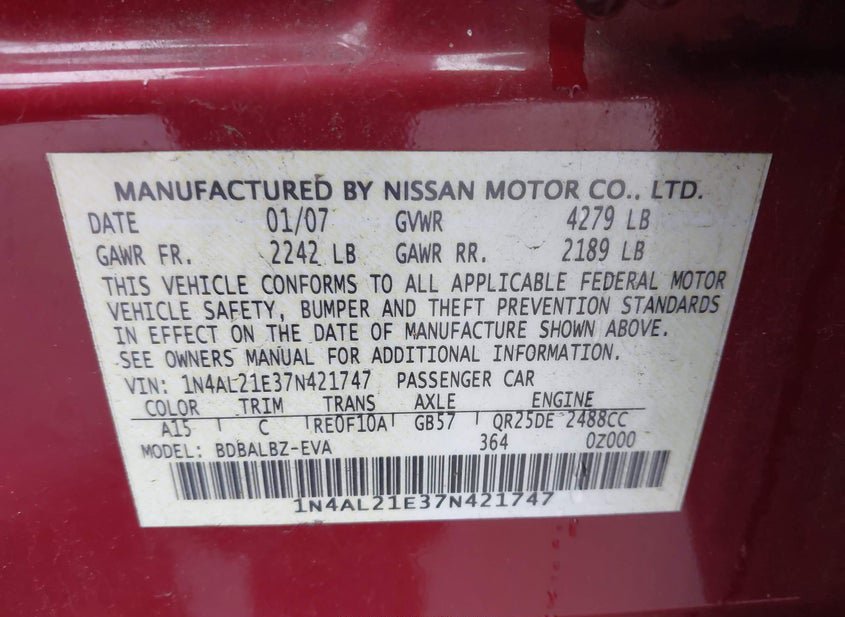 MANUFACTURED BY NISSAN MOTOR CO., LTD.
DATE 01/07 GVWR 4279 LB
GAWR FR. 2242 LB GAWR RR. 2189 LB
THIS VEHICLE CONFORMS TO ALL APPLICABLE FEDERAL MOTOR
VEHICLE SAFETY, BUMPER AND THEFT PREVENTION STANDARDS
IN EFFECT ON THE DATE OF MANUFACTURE SHOWN ABOVE.
SEE OWNERS MANUAL FOR ADDITIONAL INFORMATION.
VIN: 1N4AL21E37N421747 PASSENGER CAR
COLOR TRIM TRANS AXLE ENGINE
A15 C RE0F10A GB57 QR25DE 2488CC
MODEL: BDBALBZ-EVA 364 0Z000
1N4AL21E37N421747